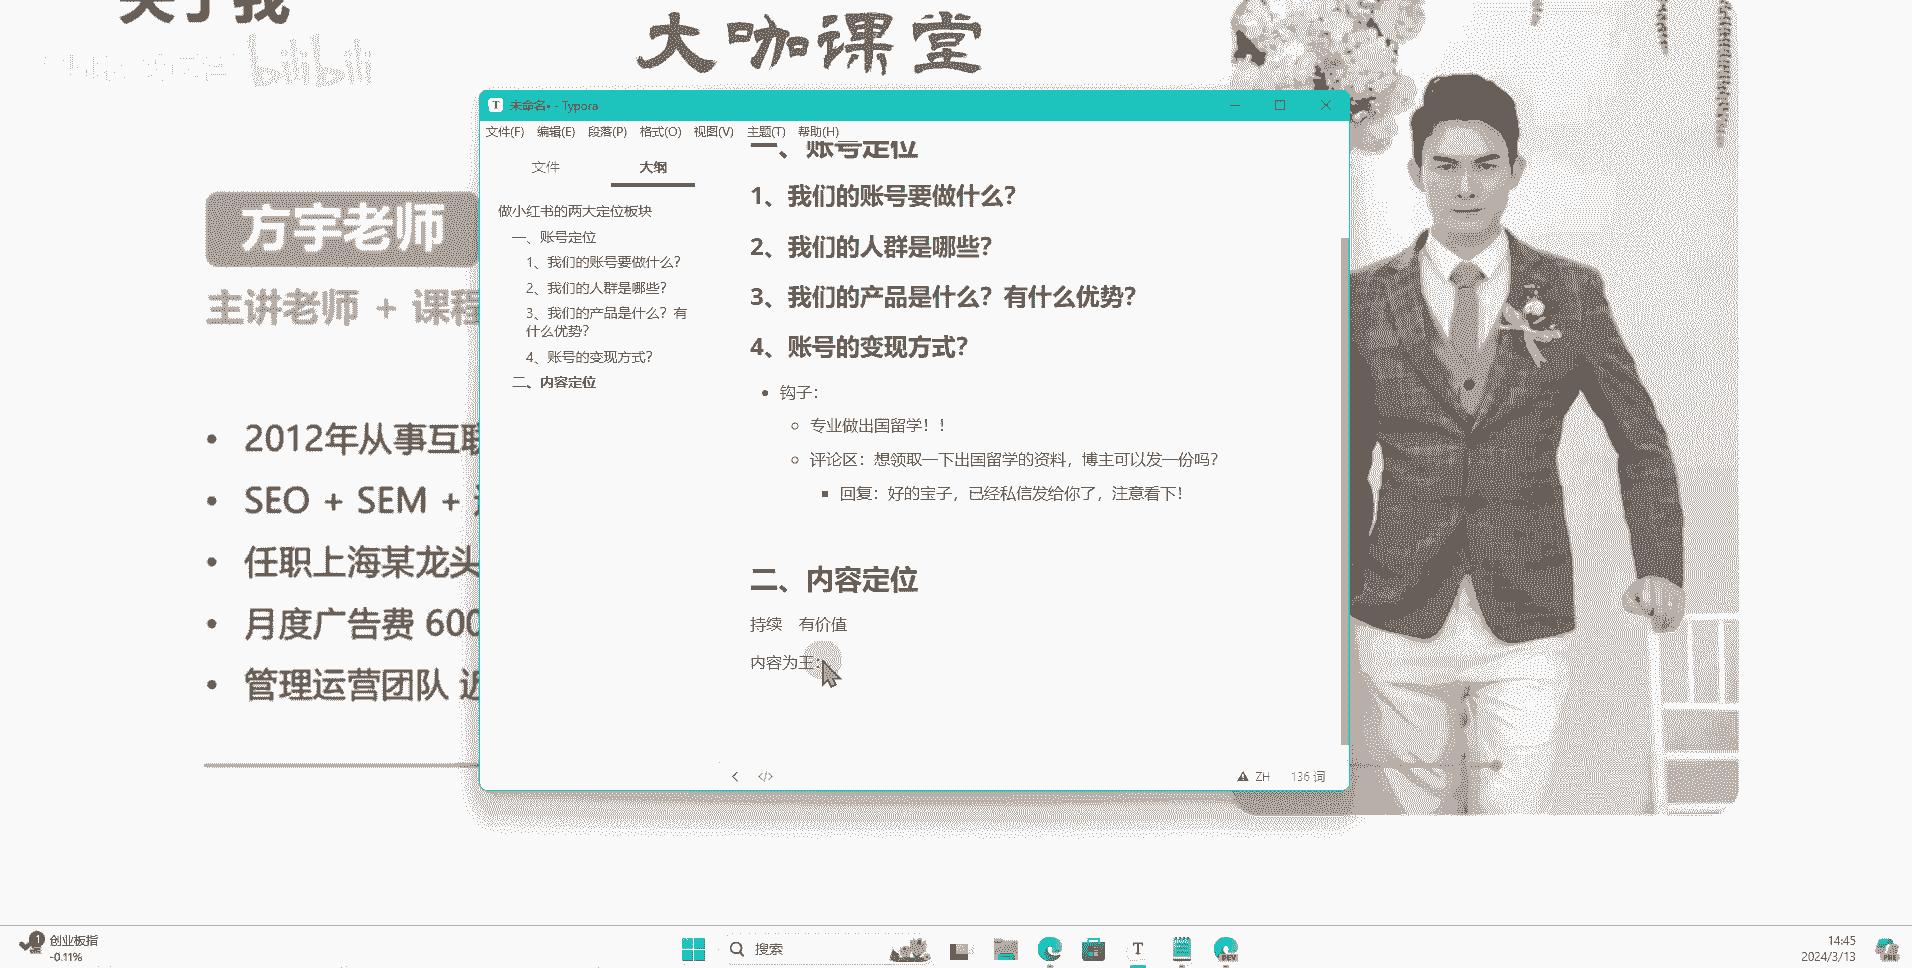 关于我
bilibili
大咖课堂
方宇老师
主讲老师 + 课程
2012年从事互联
SEO + SEM +
任职上海某龙头
月度广告费 600
管理运营团队 近
未命名• - Typora
文件(F) 编辑(E) 段落(P) 格式(O) 视图(V) 主题(T) 帮助(H)
文件 大纲
做小红书的两大定位板块
一、账号定位
1、我们的账号要做什么？
2、我们的人群是哪些？
3、我们的产品是什么？有
什么优势？
4、账号的变现方式？
二、内容定位
一、账号定位
1、我们的账号要做什么？
2、我们的人群是哪些？
3、我们的产品是什么？有什么优势？
4、账号的变现方式？
钩子：
专业做出国留学！！
评论区：想领取一下出国留学的资料，博主可以发一份吗？
回复：好的宝子，已经私信发给你了，注意看下！
二、内容定位
持续 有价值
内容为王：
ZH 136 词
1
创业板指
-0.11%
搜索
T
DEV
14:45
2024/3/13
PRE